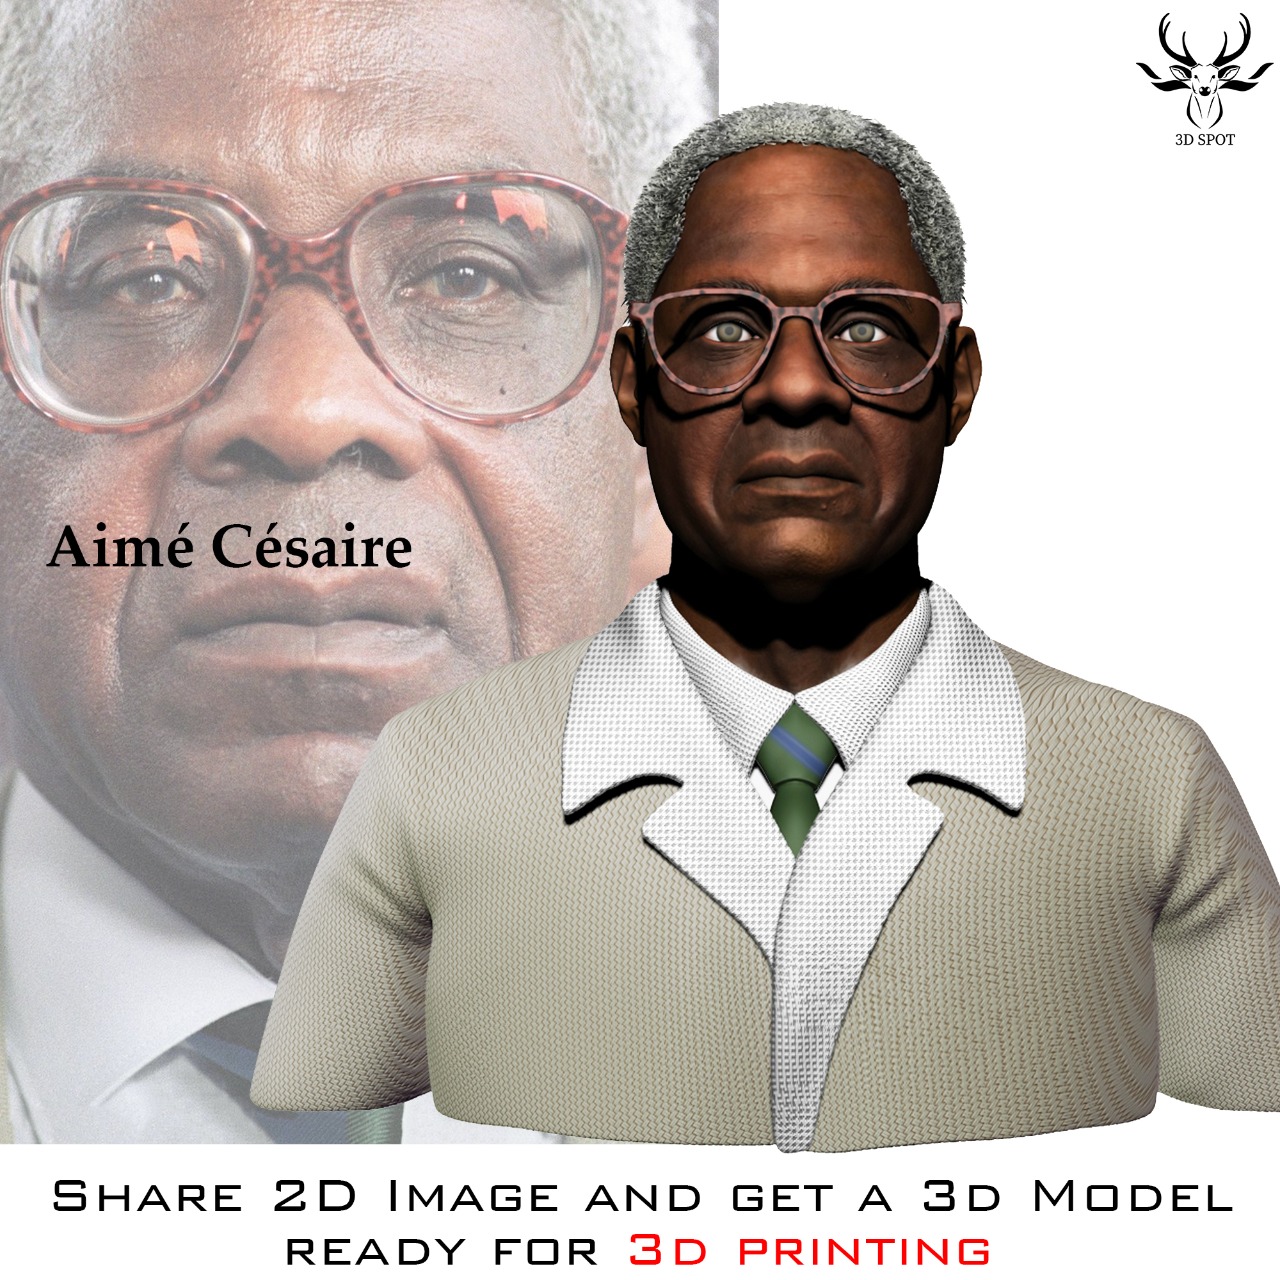 3D SPOT
Aimé Césaire
Share 2D Image and get a 3d Model
ready for 3d printing